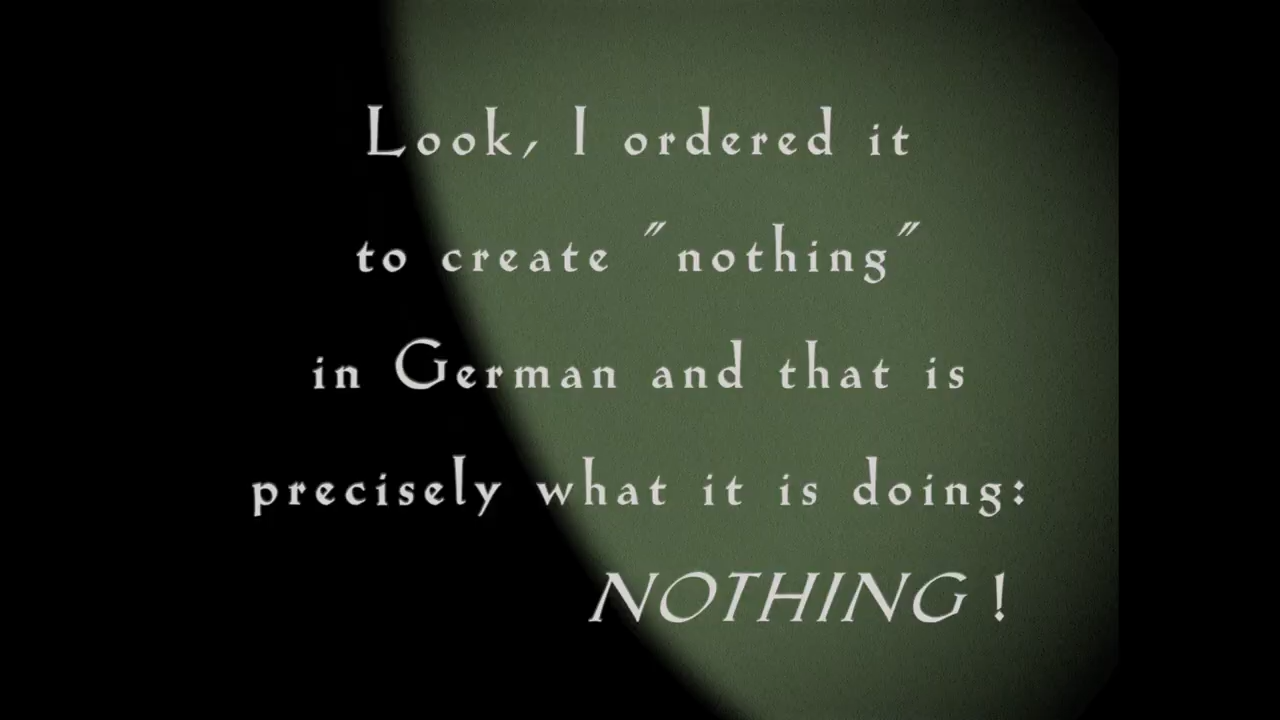 Look, I ordered it
to create "nothing"
in German and that is
precisely what it is doing:
NOTHING!